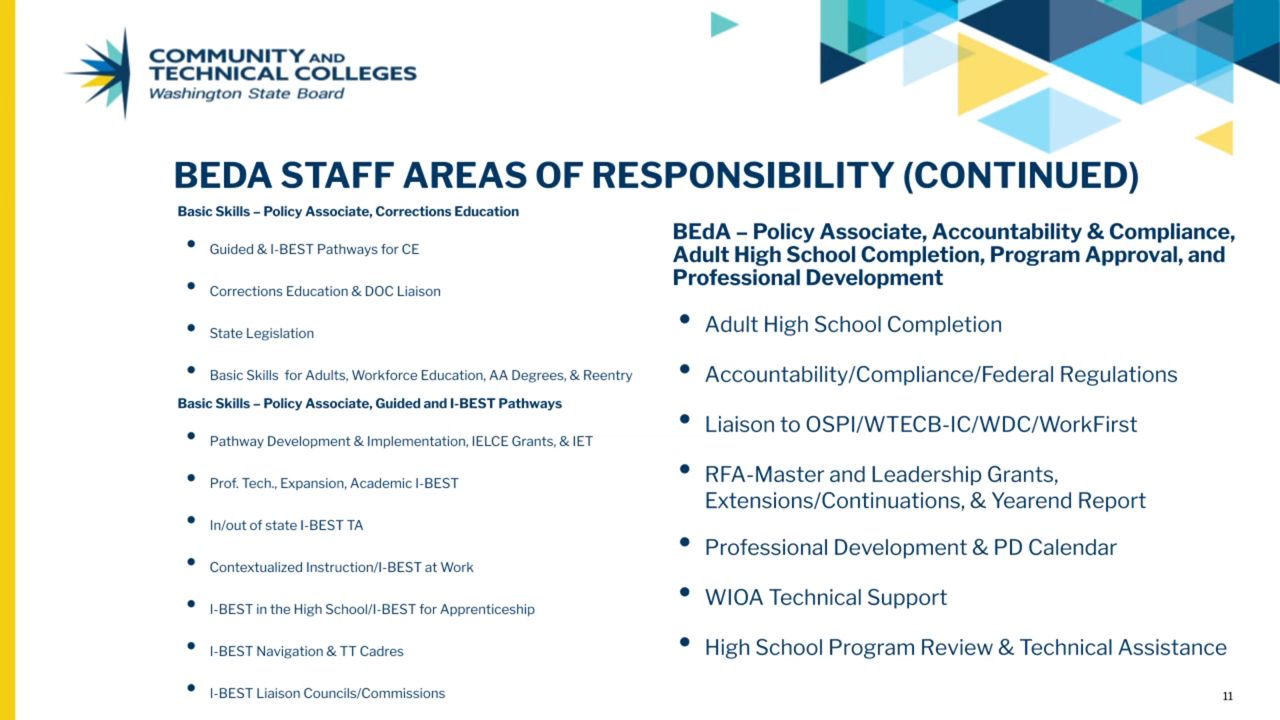 COMMUNITY AND
TECHNICAL COLLEGES
Washington State Board
BEDA STAFF AREAS OF RESPONSIBILITY (CONTINUED)
Basic Skills – Policy Associate, Corrections Education
• Guided & I-BEST Pathways for CE
• Corrections Education & DOC Liaison
• State Legislation
• Basic Skills  for Adults, Workforce Education, AA Degrees, & Reentry
Basic Skills – Policy Associate, Guided and I-BEST Pathways
• Pathway Development & Implementation, IELCE Grants, & IET
• Prof. Tech., Expansion, Academic I-BEST
• In/out of state I-BEST TA
• Contextualized Instruction/I-BEST at Work
• I-BEST in the High School/I-BEST for Apprenticeship
• I-BEST Navigation & TT Cadres
• I-BEST Liaison Councils/Commissions
BEdA – Policy Associate, Accountability & Compliance,
Adult High School Completion, Program Approval, and
Professional Development
• Adult High School Completion
• Accountability/Compliance/Federal Regulations
• Liaison to OSPI/WTECB-IC/WDC/WorkFirst
• RFA-Master and Leadership Grants,
Extensions/Continuations, & Yearend Report
• Professional Development & PD Calendar
• WIOA Technical Support
• High School Program Review & Technical Assistance
11